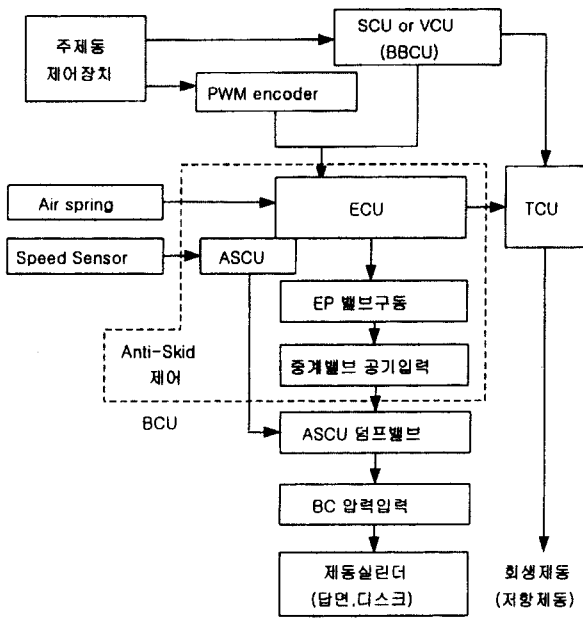 주제동
제어장치
SCU or VCU
(BBCU)
PWM encoder
Air spring
ECU
TCU
Speed Sensor
ASCU
EP 밸브구동
Anti-Skid
제어
중계밸브 공기입력
BCU
ASCU 덤프밸브
BC 압력입력
제동실린더
(답면,디스크)
회생제동
(저항제동)